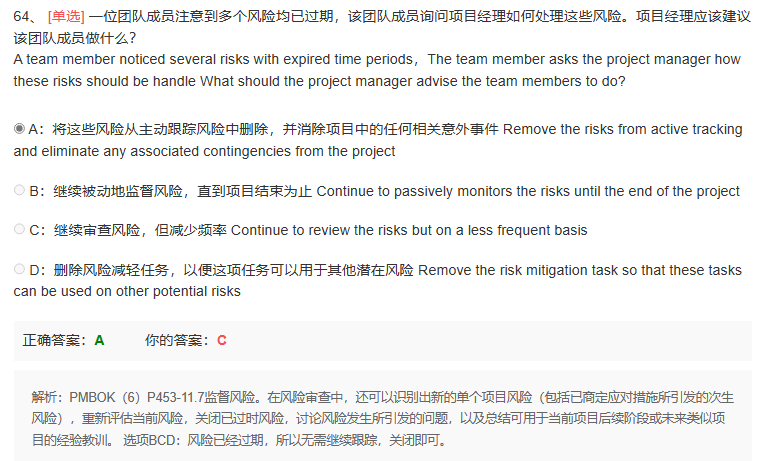 64、 [单选] 一位团队成员注意到多个风险均已过期，该团队成员询问项目经理如何处理这些风险。项目经理应该建议
该团队成员做什么？
A team member noticed several risks with expired time periods，The team member asks the project manager how
these risks should be handle What should the project manager advise the team members to do?
A：将这些风险从主动跟踪风险中删除，并消除项目中的任何相关意外事件 Remove the risks from active tracking
and eliminate any associated contingencies from the project
B：继续被动地监督风险，直到项目结束为止 Continue to passively monitors the risks until the end of the project
C：继续审查风险，但减少频率 Continue to review the risks but on a less frequent basis
D：删除风险减轻任务，以便这项任务可以用于其他潜在风险 Remove the risk mitigation task so that these tasks
can be used on other potential risks
正确答案：A 你的答案：C
解析：PMBOK（6）P453-11.7监督风险。在风险审查中，还可以识别出新的单个项目风险（包括已商定应对措施所引发的次生
风险），重新评估当前风险，关闭已过时风险，讨论风险发生所引发的问题，以及总结可用于当前项目后续阶段或未来类似项
目的经验教训。 选项BCD：风险已经过期，所以无需继续跟踪，关闭即可。